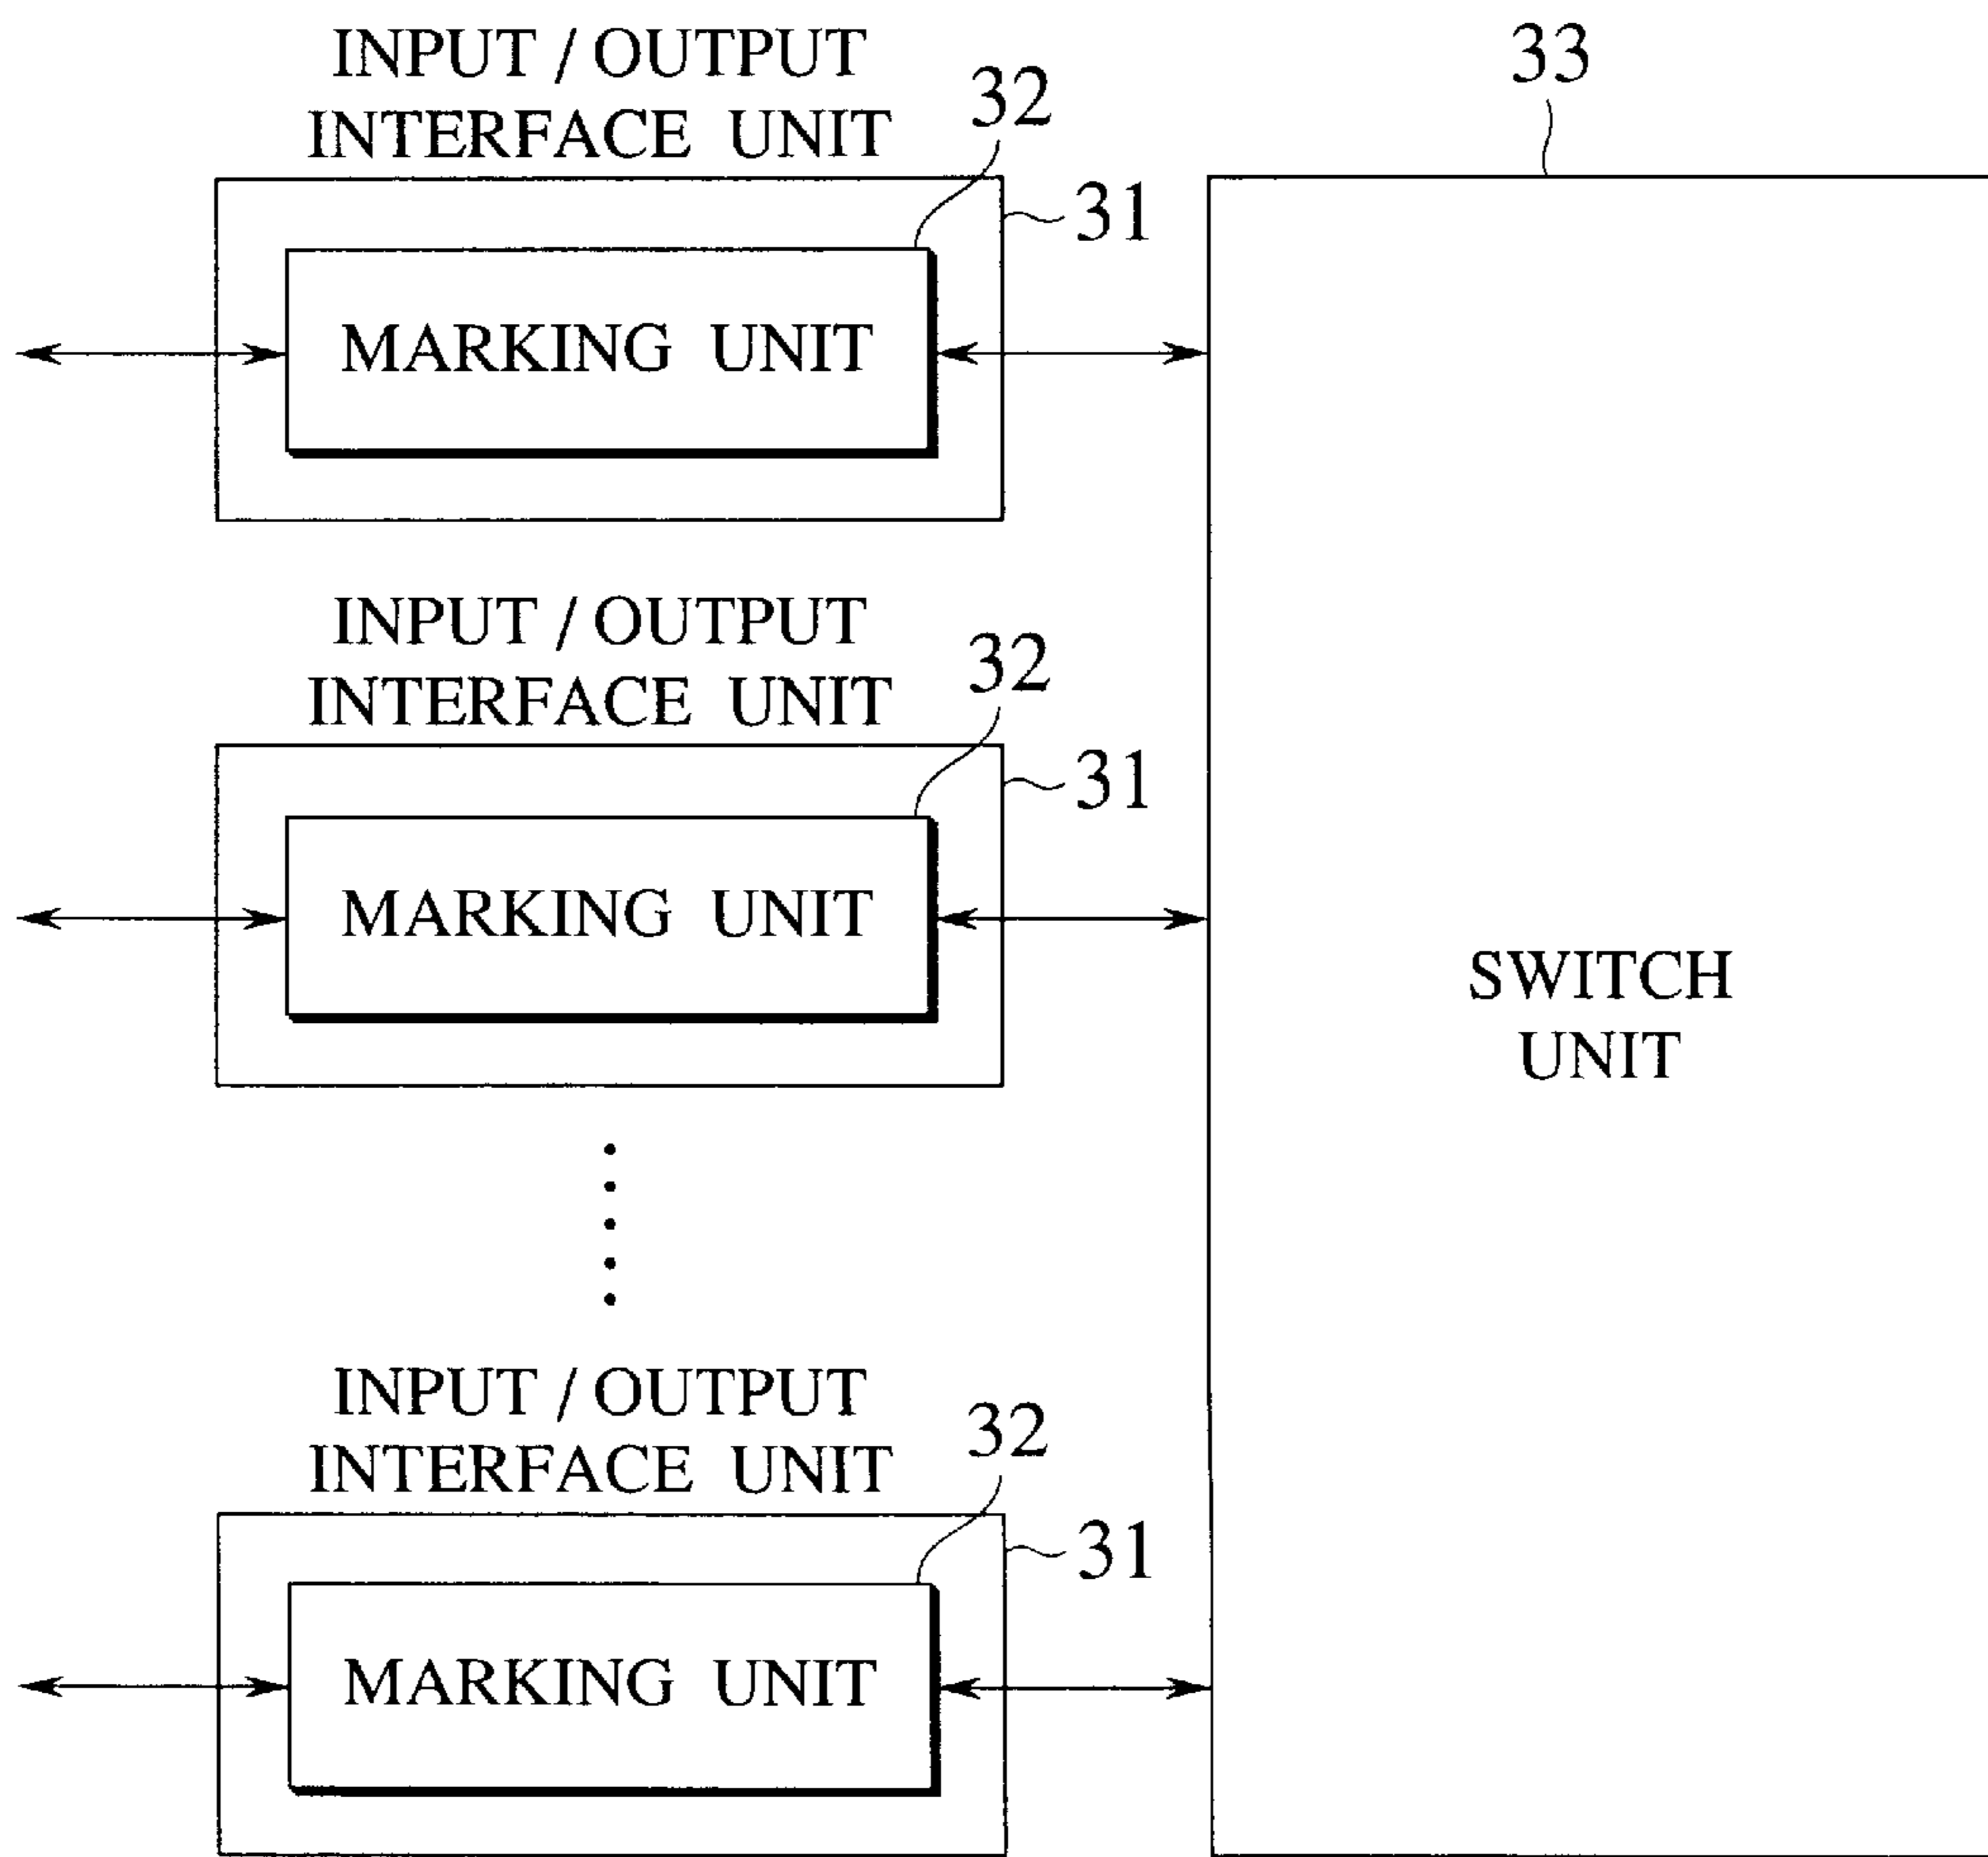 INPUT / OUTPUT
INTERFACE UNIT
32
31
MARKING UNIT
INPUT / OUTPUT
INTERFACE UNIT
32
31
MARKING UNIT
INPUT / OUTPUT
INTERFACE UNIT
32
31
MARKING UNIT
33
SWITCH
UNIT